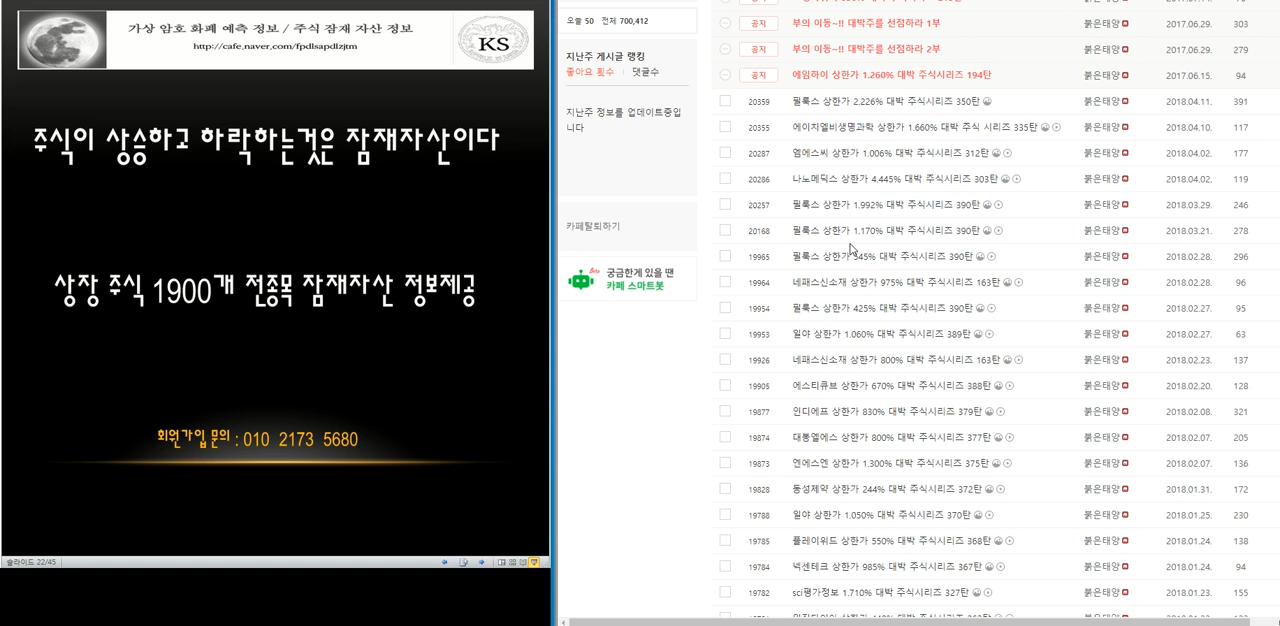 가상 암호 화폐 예측 정보 / 주식 잠재 자산 정보
http://cafe.naver.com/fpdlsapdlzjtm
KS
주식이 상승하고 하락하는것은 잠재자산이다
상장 주식 1900개 전종목 잠재자산 정보제공
회원가입 문의 : 010 2173 5680
슬라이드 22/45
오늘 50 전체 700,412
지난주 게시글 랭킹
좋아요 횟수 댓글수
지난주 정보를 업데이트중입
니다
카페탈퇴하기
Beta
궁금한게 있을 땐
카페 스마트봇
공지 부의 이동~!! 대박주를 선점하라 1부 붉은태양 2017.06.29. 303
공지 부의 이동~!! 대박주를 선점하라 2부 붉은태양 2017.06.29. 279
공지 에임하이 상한가 1.260% 대박 주식시리즈 194탄 붉은태양 2017.06.15. 94
20359 필룩스 상한가 2.226% 대박 주식시리즈 350탄 붉은태양 2018.04.11. 391
20355 에이치엘비생명과학 상한가 1.660% 대박 주식 시리즈 335탄 붉은태양 2018.04.10. 117
20287 엠에스씨 상한가 1.006% 대박 주식시리즈 312탄 붉은태양 2018.04.02. 177
20286 나노메딕스 상한가 4.445% 대박 주식시리즈 303탄 붉은태양 2018.04.02. 119
20257 필룩스 상한가 1.992% 대박 주식시리즈 390탄 붉은태양 2018.03.29. 246
20168 필룩스 상한가 1.170% 대박 주식시리즈 390탄 붉은태양 2018.03.21. 278
19965 필룩스 상한가 545% 대박 주식시리즈 390탄 붉은태양 2018.02.28. 296
19964 네패스신소재 상한가 975% 대박 주식시리즈 163탄 붉은태양 2018.02.28. 96
19954 필룩스 상한가 425% 대박 주식시리즈 390탄 붉은태양 2018.02.27. 95
19953 일야 상한가 1.060% 대박 주식시리즈 389탄 붉은태양 2018.02.27. 63
19926 네패스신소재 상한가 800% 대박 주식시리즈 163탄 붉은태양 2018.02.23. 137
19905 에스티큐브 상한가 670% 대박 주식시리즈 388탄 붉은태양 2018.02.20. 128
19877 인디에프 상한가 830% 대박 주식시리즈 379탄 붉은태양 2018.02.08. 321
19874 대동엘에스 상한가 800% 대박 주식시리즈 377탄 붉은태양 2018.02.07. 205
19873 엔에스엔 상한가 1.300% 대박 주식시리즈 375탄 붉은태양 2018.02.07. 136
19828 동성제약 상한가 244% 대박 주식시리즈 372탄 붉은태양 2018.01.31. 172
19788 일야 상한가 1.050% 대박 주식시리즈 370탄 붉은태양 2018.01.25. 230
19785 플레이위드 상한가 550% 대박 주식시리즈 368탄 붉은태양 2018.01.24. 138
19784 넥센테크 상한가 985% 대박 주식시리즈 367탄 붉은태양 2018.01.24. 94
19782 sci평가정보 1.710% 대박 주식시리즈 327탄 붉은태양 2018.01.23. 155